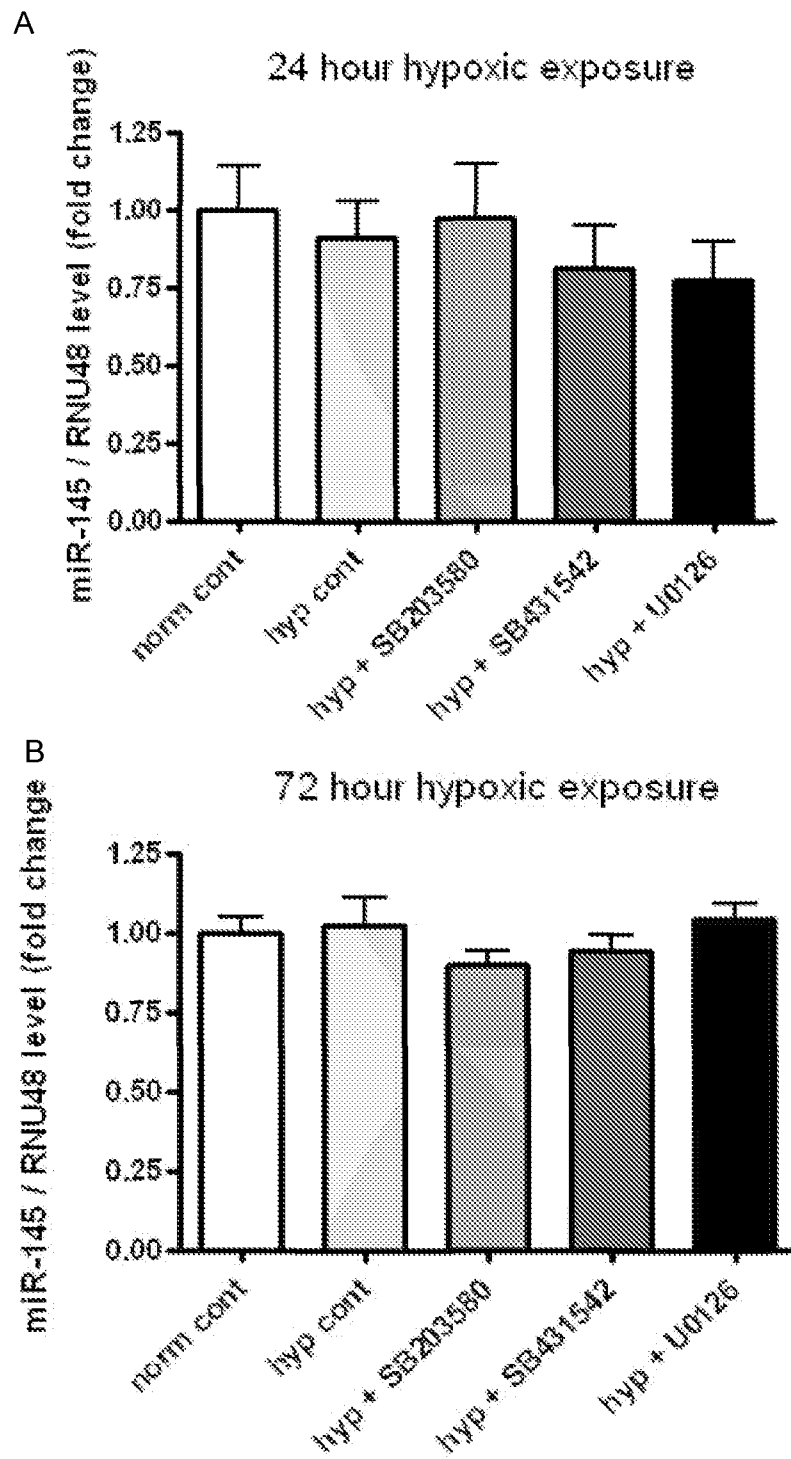 A
24 hour hypoxic exposure
miR-145 / RNU48 level (fold change)
1.25
1.00
0.75
0.50
0.25
0.00
norm cont
hyp cont
hyp + SB203580
hyp + SB431542
hyp + U0126
B
72 hour hypoxic exposure
miR-145 / RNU48 level (fold change
1.25
1.00
0.75
0.50
0.25
0.00
norm cont
hyp cont
hyp + SB203580
hyp + SB431542
hyp + U0126